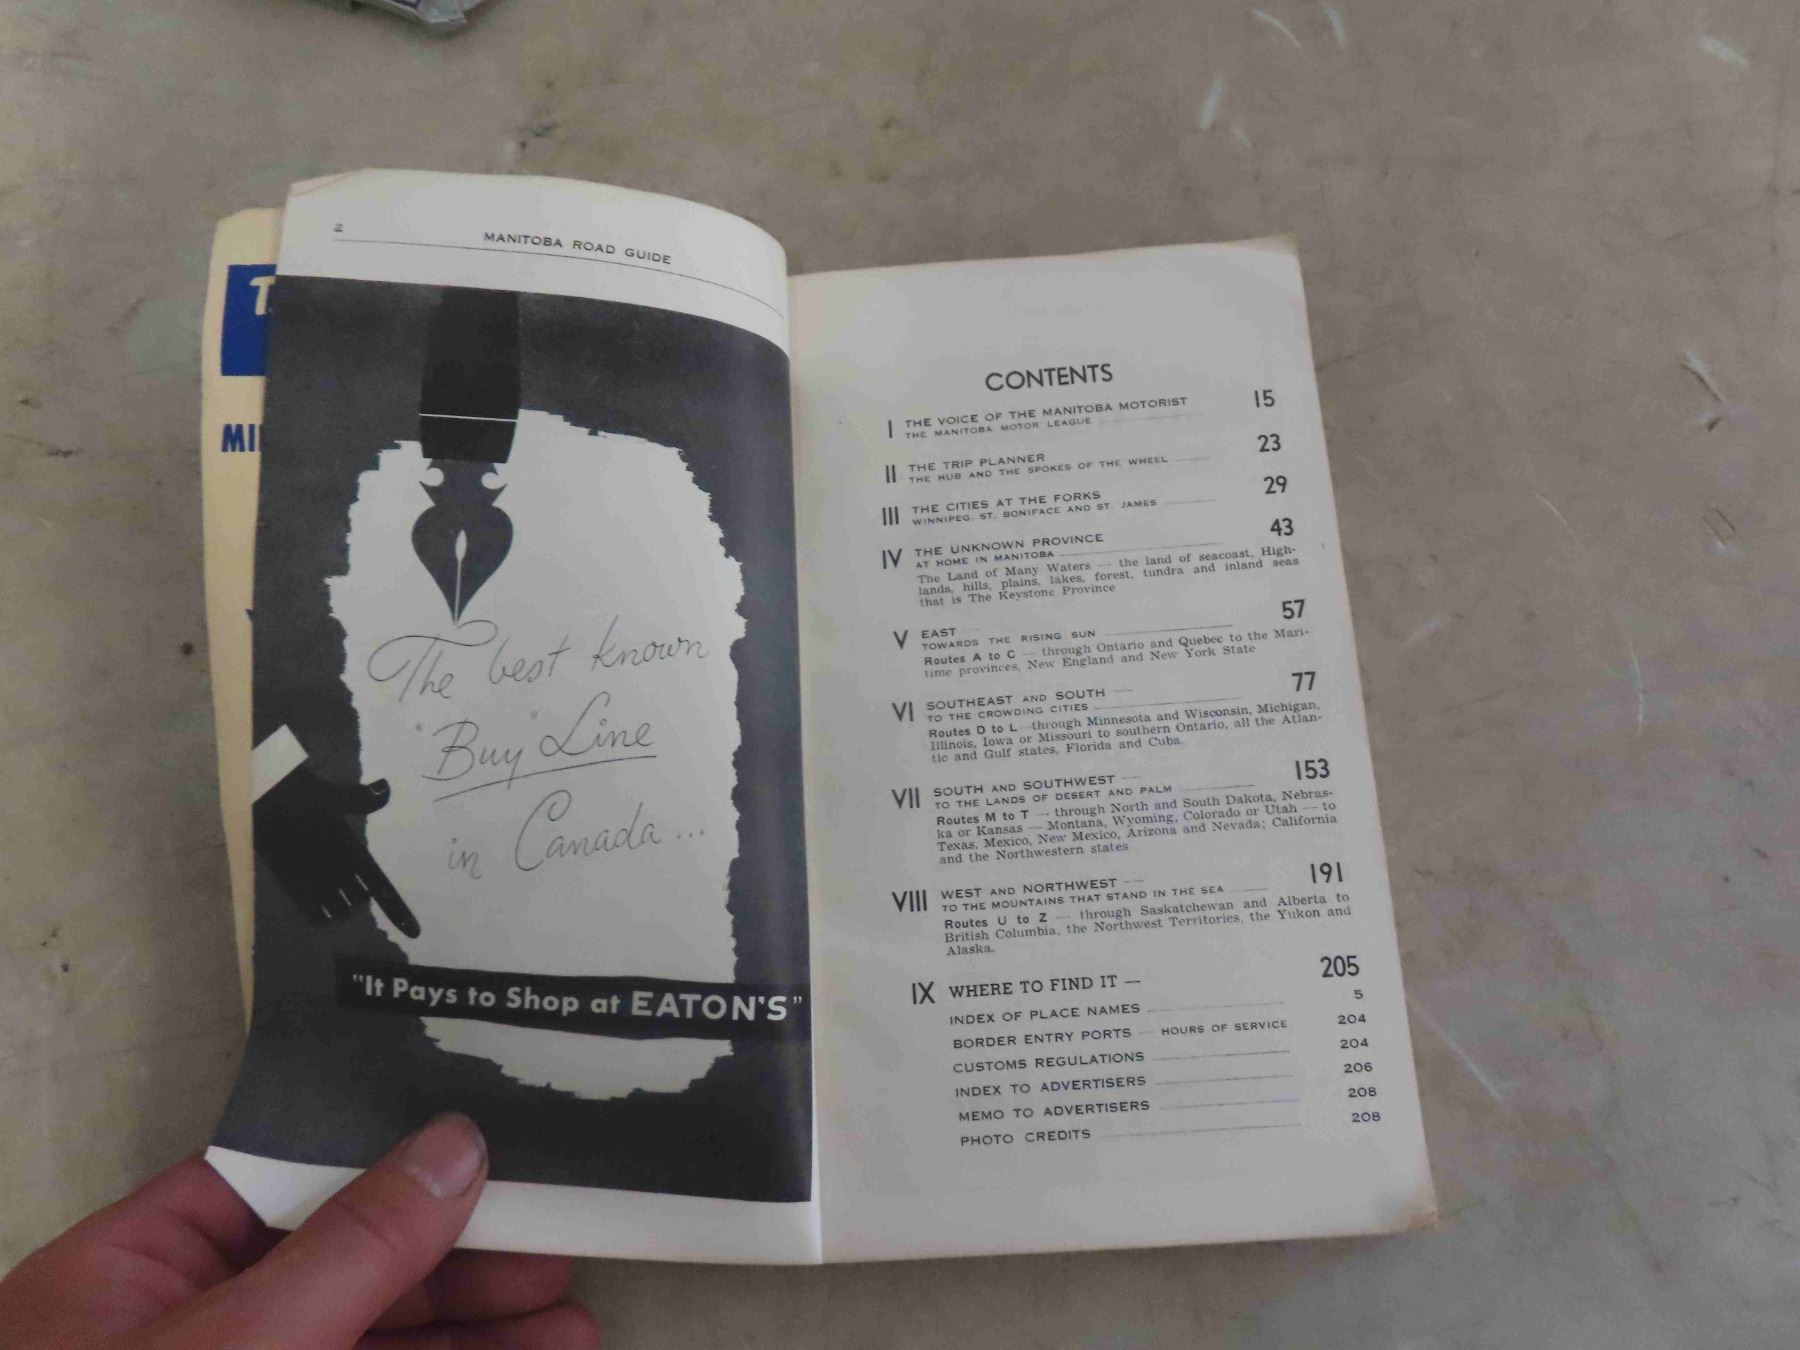 T
MI
2 MANITOBA ROAD GUIDE
The best known
"Buy" Line
in Canada...
"It Pays to Shop at EATON'S"
CONTENTS
I THE VOICE OF THE MANITOBA MOTORIST 15
THE MANITOBA MOTOR LEAGUE
II THE TRIP PLANNER 23
THE HUB AND THE SPOKES OF THE WHEEL
III THE CITIES AT THE FORKS 29
WINNIPEG, ST. BONIFACE AND ST. JAMES
IV THE UNKNOWN PROVINCE 43
AT HOME IN MANITOBA
The Land of Many Waters — the land of seacoast, High-
lands, hills, plains, lakes, forest, tundra and inland seas
that is The Keystone Province
V EAST 57
TOWARDS THE RISING SUN
Routes A to C — through Ontario and Quebec to the Mari-
time provinces, New England and New York State
VI SOUTHEAST AND SOUTH — 77
TO THE CROWDING CITIES
Routes D to L —through Minnesota and Wisconsin, Michigan,
Illinois, Iowa or Missouri to southern Ontario, all the Atlan-
tic and Gulf states, Florida and Cuba.
VII SOUTH AND SOUTHWEST — 153
TO THE LANDS OF DESERT AND PALM
Routes M to T — through North and South Dakota, Nebras-
ka or Kansas — Montana, Wyoming, Colorado or Utah — to
Texas, Mexico, New Mexico, Arizona and Nevada; California
and the Northwestern states
VIII WEST AND NORTHWEST — 191
TO THE MOUNTAINS THAT STAND IN THE SEA
Routes U to Z — through Saskatchewan and Alberta to
British Columbia, the Northwest Territories, the Yukon and
Alaska.
IX WHERE TO FIND IT — 205
INDEX OF PLACE NAMES 5
BORDER ENTRY PORTS — HOURS OF SERVICE 204
CUSTOMS REGULATIONS 204
INDEX TO ADVERTISERS 206
MEMO TO ADVERTISERS 208
PHOTO CREDITS 208